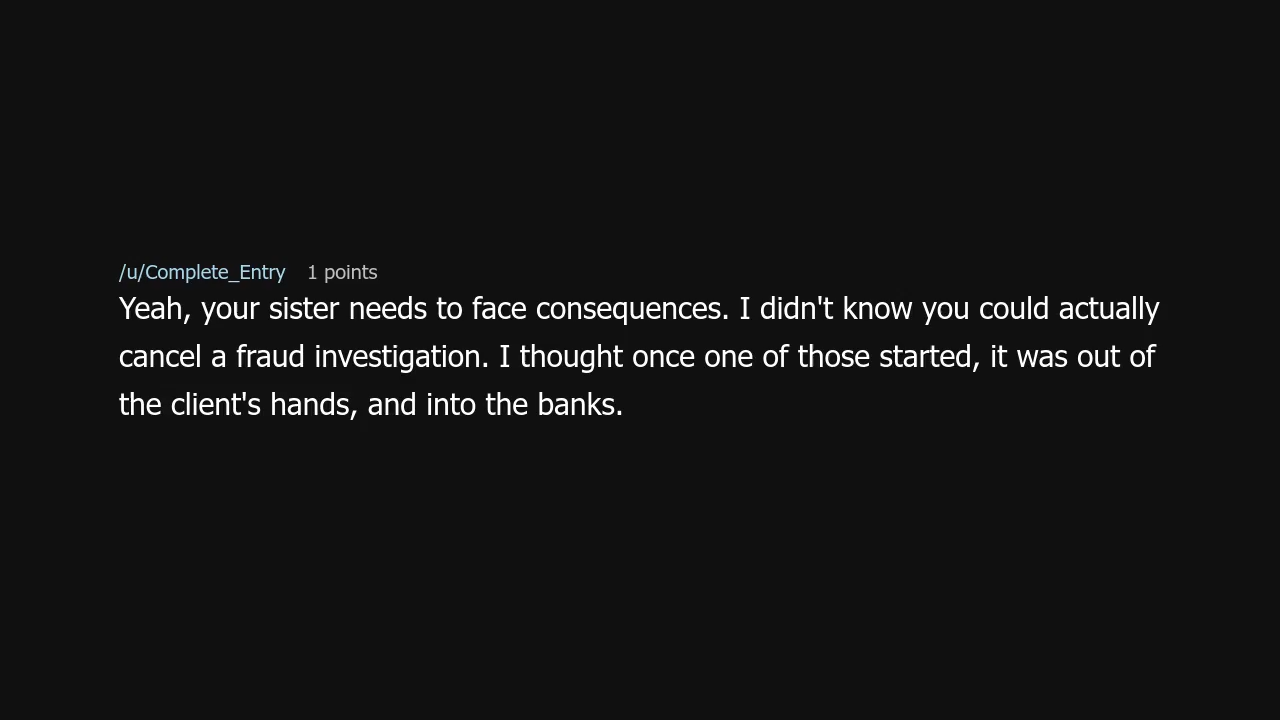 /u/Complete_Entry 1 points
Yeah, your sister needs to face consequences. I didn't know you could actually
cancel a fraud investigation. I thought once one of those started, it was out of
the client's hands, and into the banks.